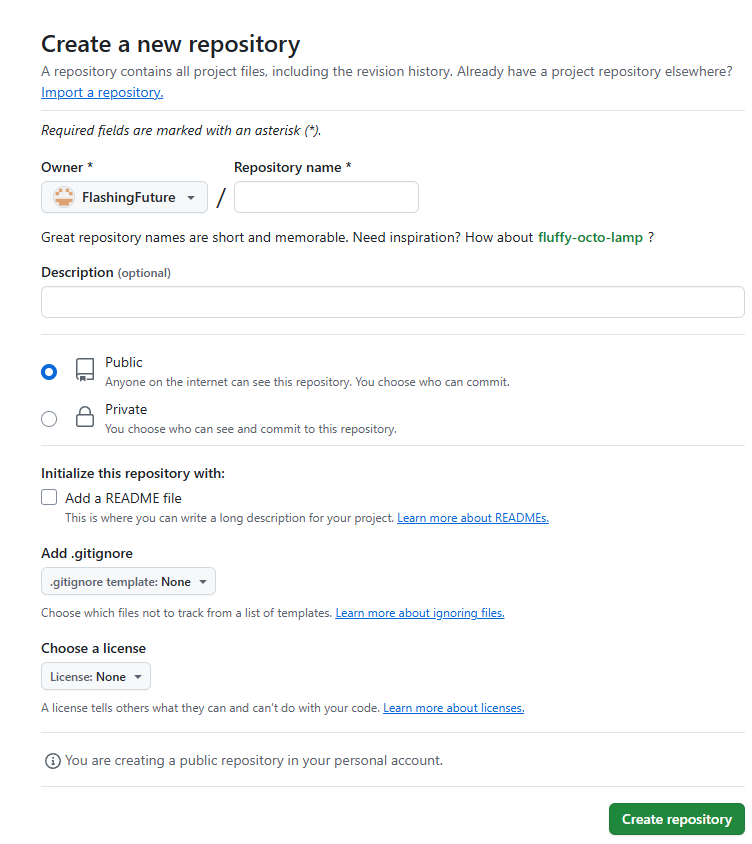 Create a new repository
A repository contains all project files, including the revision history. Already have a project repository elsewhere?
Import a repository.
Required fields are marked with an asterisk (*).
Owner * Repository name *
FlashingFuture /
Great repository names are short and memorable. Need inspiration? How about fluffy-octo-lamp ?
Description (optional)
Public
Anyone on the internet can see this repository. You choose who can commit.
Private
You choose who can see and commit to this repository.
Initialize this repository with:
Add a README file
This is where you can write a long description for your project. Learn more about READMEs.
Add .gitignore
.gitignore template: None
Choose which files not to track from a list of templates. Learn more about ignoring files.
Choose a license
License: None
A license tells others what they can and can't do with your code. Learn more about licenses.
You are creating a public repository in your personal account.
Create repository